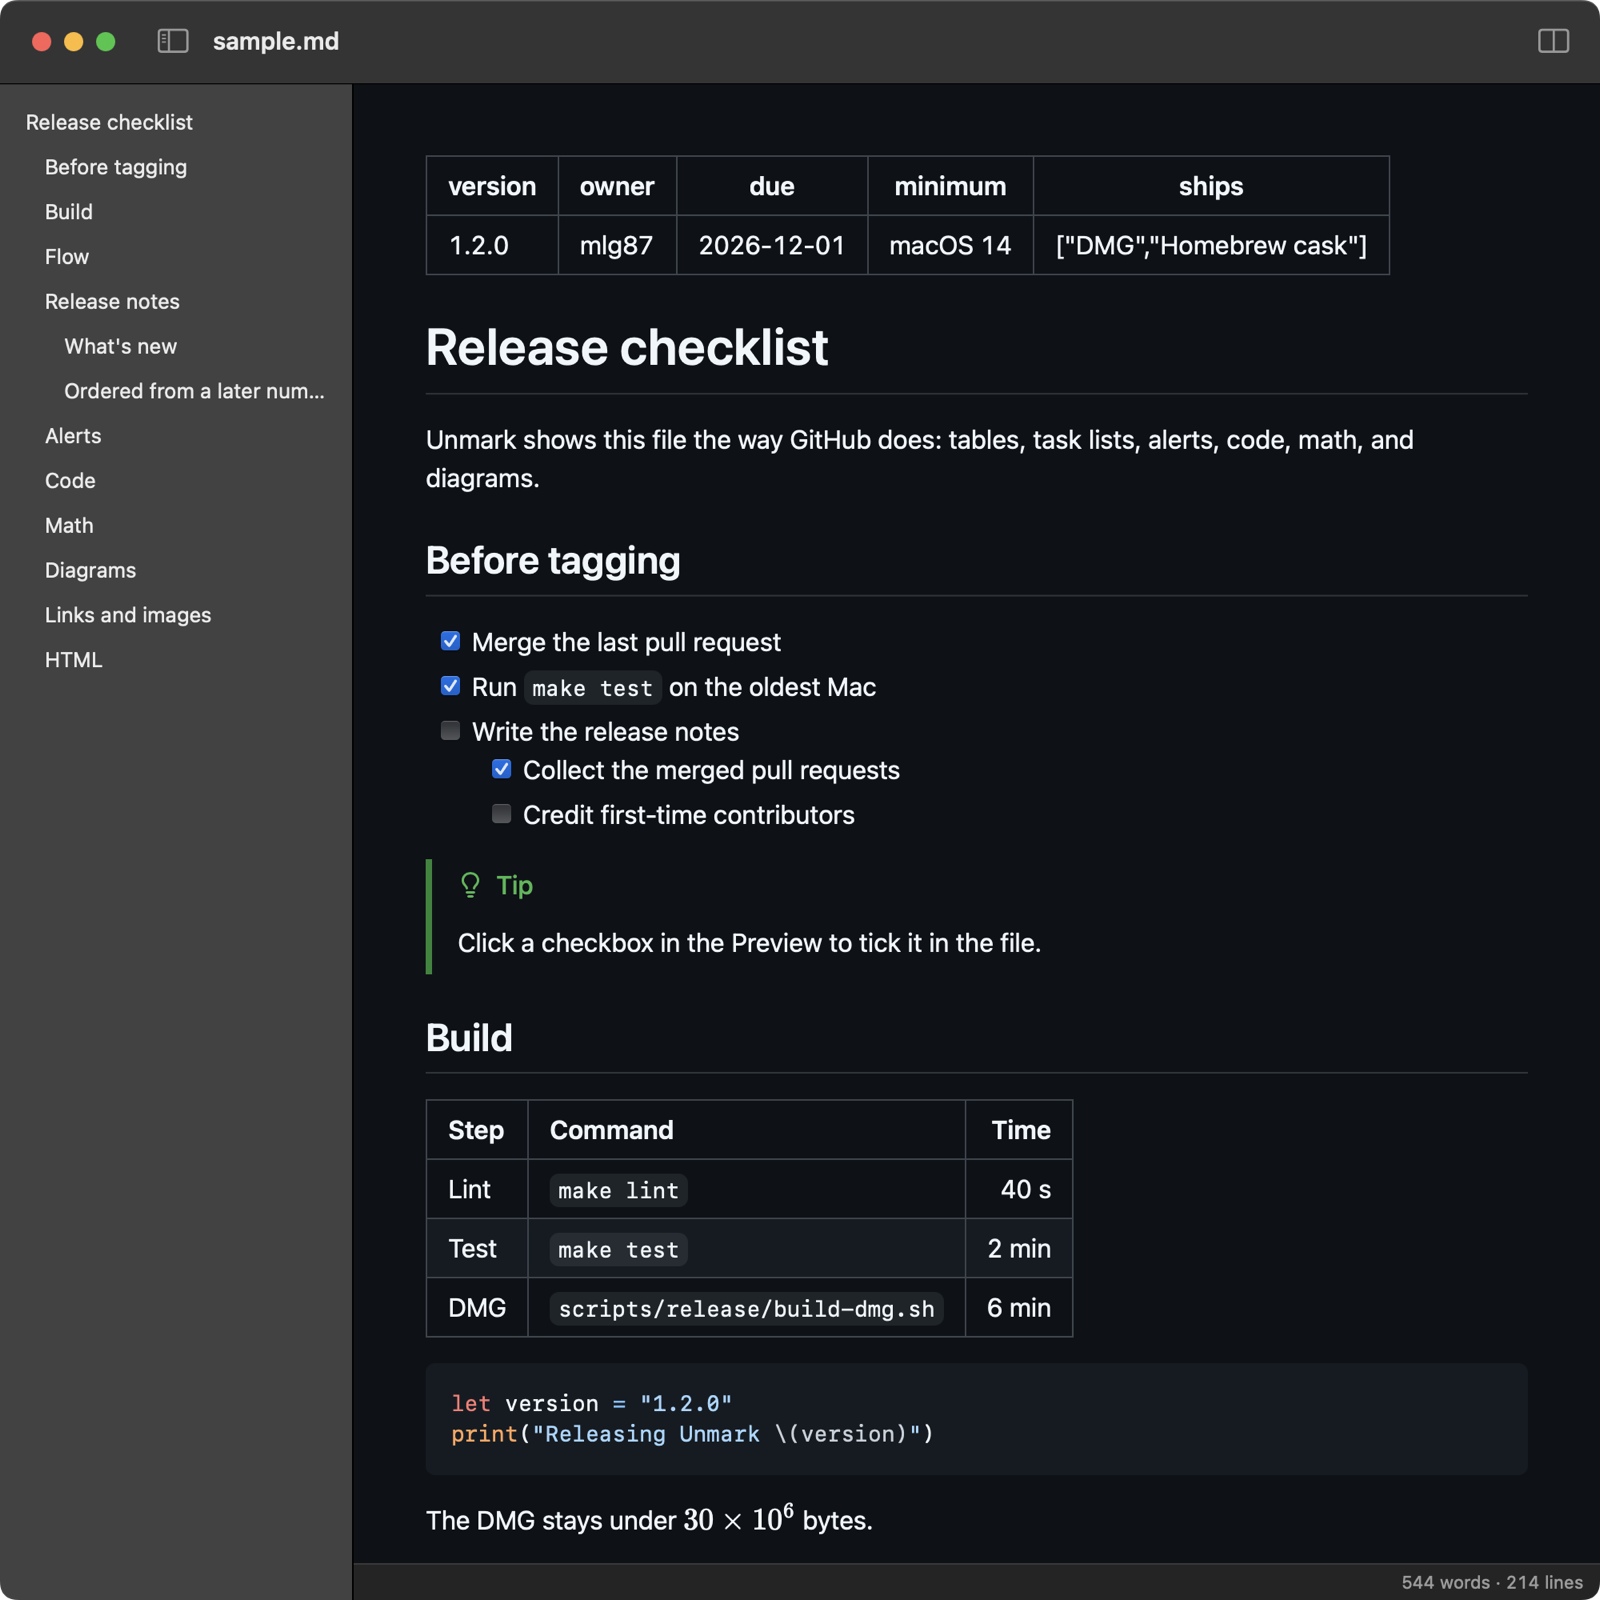 sample.md
Release checklist
Before tagging
Build
Flow
Release notes
What's new
Ordered from a later num...
Alerts
Code
Math
Diagrams
Links and images
HTML
version owner due minimum ships
1.2.0 mlg87 2026-12-01 macOS 14 ["DMG","Homebrew cask"]
Release checklist
Unmark shows this file the way GitHub does: tables, task lists, alerts, code, math, and
diagrams.
Before tagging
Merge the last pull request
Run make test on the oldest Mac
Write the release notes
Collect the merged pull requests
Credit first-time contributors
Tip
Click a checkbox in the Preview to tick it in the file.
Build
Step Command Time
Lint make lint 40 s
Test make test 2 min
DMG scripts/release/build-dmg.sh 6 min
let version = "1.2.0"
print("Releasing Unmark \(version)")
The DMG stays under 30 × 10⁶ bytes.
544 words · 214 lines